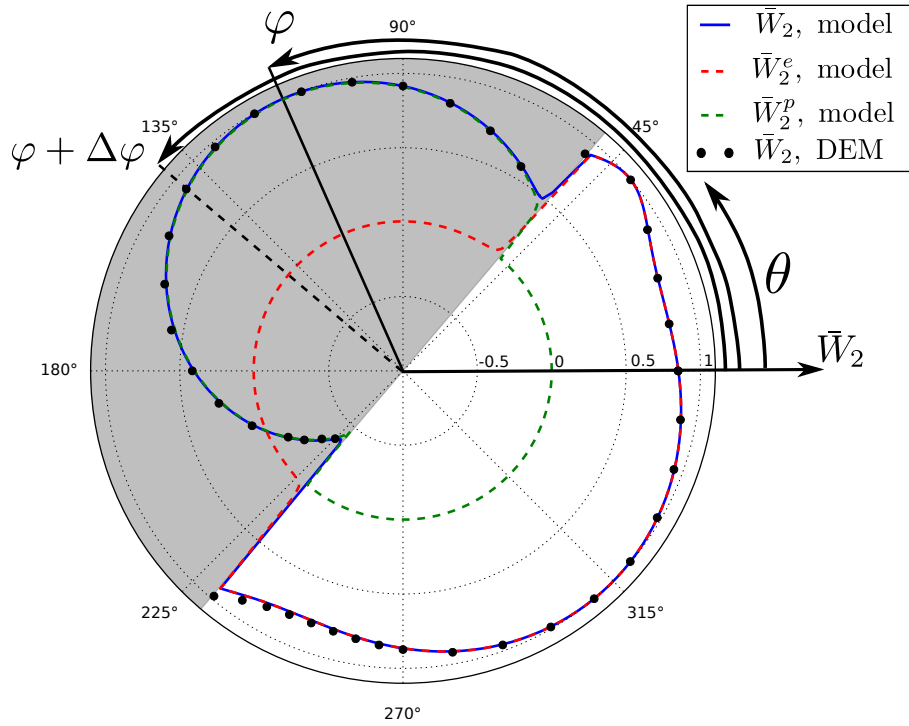 φ
90°
W̄₂, model
W̄₂ᵉ, model
W̄₂ᵖ, model
W̄₂, DEM
135°
45°
φ + Δφ
θ
180°
-0.5
0
0.5
1
W̄₂
225°
315°
270°